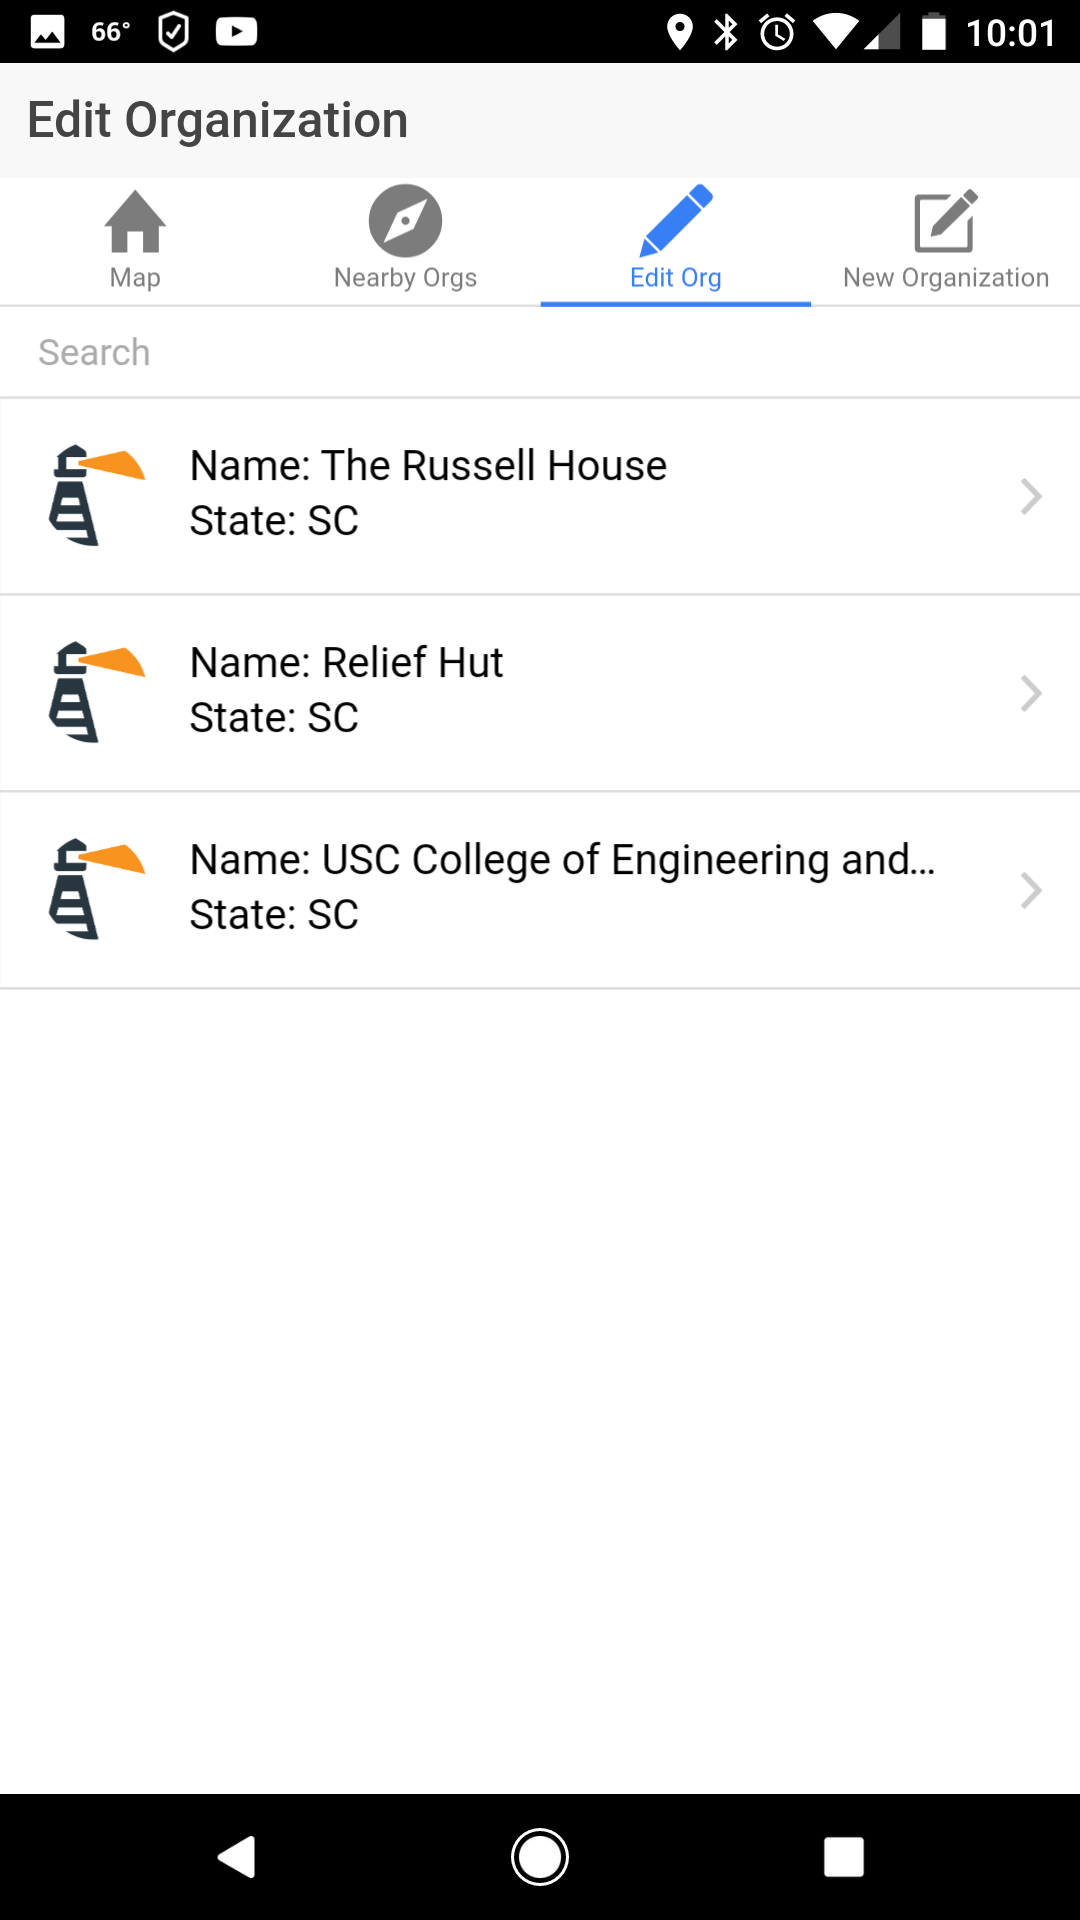 66° 10:01
Edit Organization
Map Nearby Orgs Edit Org New Organization
Search
Name: The Russell House
State: SC
Name: Relief Hut
State: SC
Name: USC College of Engineering and...
State: SC